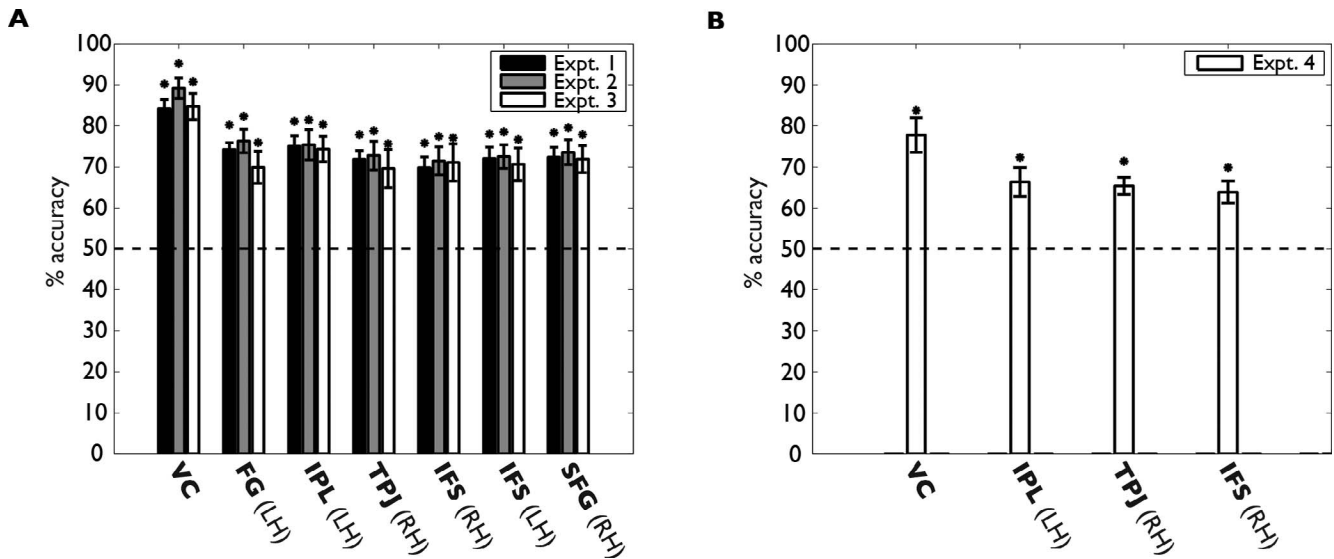 A
B
100
90
80
70
60
50
40
30
20
10
0
% accuracy
Expt. 1
Expt. 2
Expt. 3
* * *
* * *
* * *
* * *
* * *
* * *
* * *
VC
FG (LH)
IPL (LH)
TPJ (RH)
IFS (RH)
IFS (LH)
SFG (RH)
100
90
80
70
60
50
40
30
20
10
0
% accuracy
Expt. 4
*
*
*
*
VC
IPL (LH)
TPJ (RH)
IFS (RH)